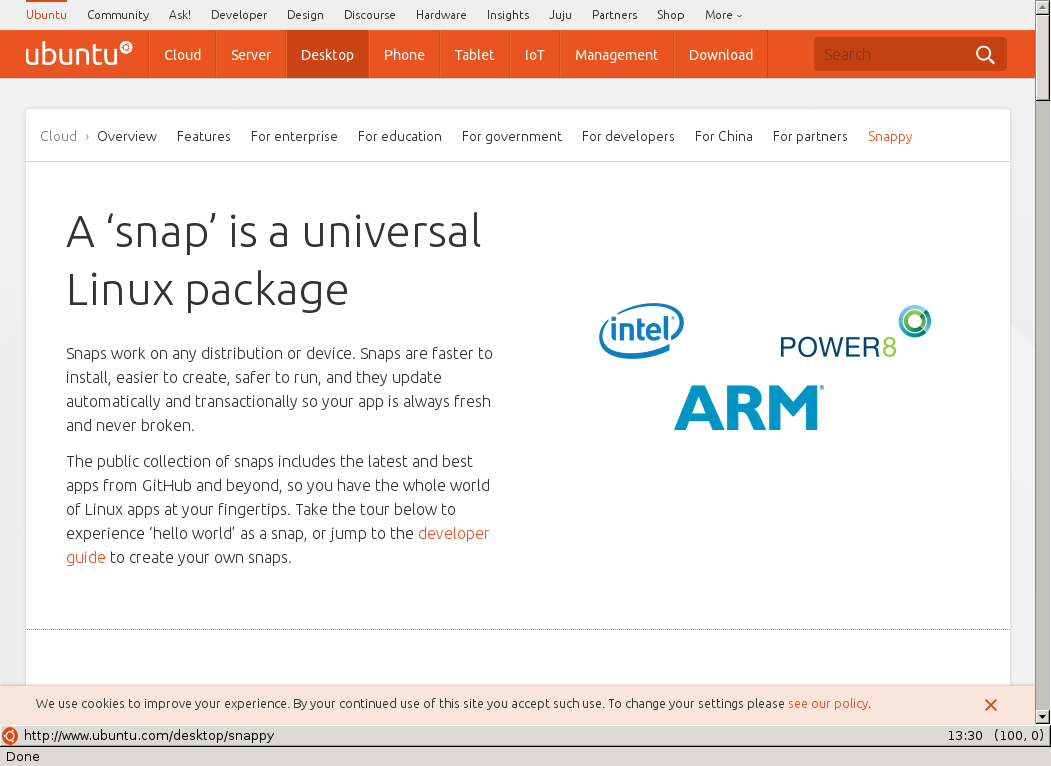 Ubuntu Community Ask! Developer Design Discourse Hardware Insights Juju Partners Shop More
ubuntu Cloud Server Desktop Phone Tablet IoT Management Download Search
Cloud › Overview Features For enterprise For education For government For developers For China For partners Snappy
A ‘snap’ is a universal
Linux package
intel®
POWER8
ARM®
Snaps work on any distribution or device. Snaps are faster to
install, easier to create, safer to run, and they update
automatically and transactionally so your app is always fresh
and never broken.
The public collection of snaps includes the latest and best
apps from GitHub and beyond, so you have the whole world
of Linux apps at your fingertips. Take the tour below to
experience ‘hello world’ as a snap, or jump to the developer
guide to create your own snaps.
We use cookies to improve your experience. By your continued use of this site you accept such use. To change your settings please see our policy.
http://www.ubuntu.com/desktop/snappy 13:30 (100, 0)
Done